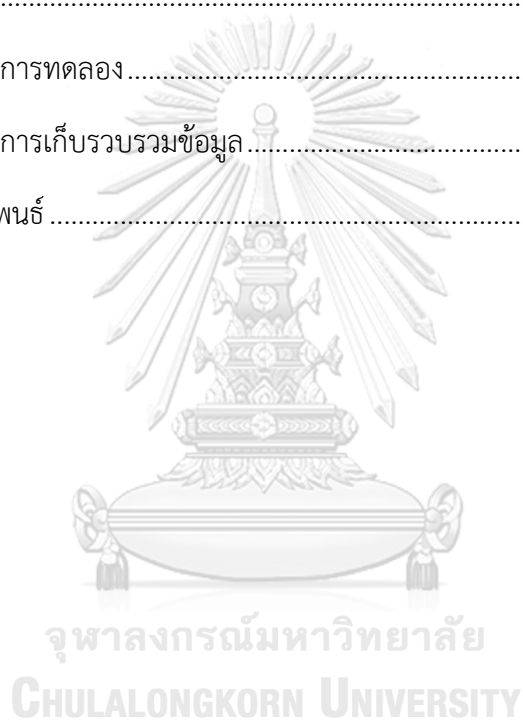 ....................................................................................
การทดลอง..............................................................
การเก็บรวบรวมข้อมูล............................................
พนธ์ ..........................................................................
จุฬาลงกรณ์มหาวิทยาลัย
CHULALONGKORN UNIVERSITY